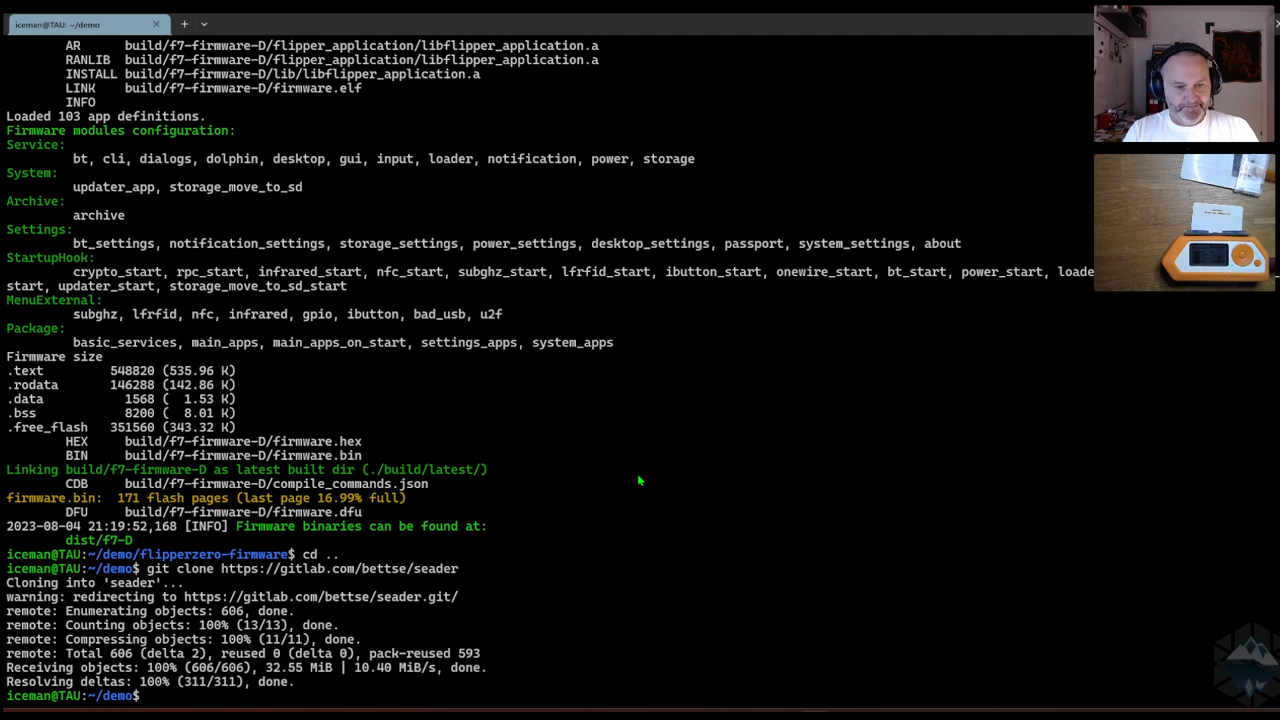 iceman@TAU: ~/demo
AR build/f7-firmware-D/flipper_application/libflipper_application.a
RANLIB build/f7-firmware-D/flipper_application/libflipper_application.a
INSTALL build/f7-firmware-D/lib/libflipper_application.a
LINK build/f7-firmware-D/firmware.elf
INFO
Loaded 103 app definitions.
Firmware modules configuration:
Service:
bt, cli, dialogs, dolphin, desktop, gui, input, loader, notification, power, storage
System:
updater_app, storage_move_to_sd
Archive:
archive
Settings:
bt_settings, notification_settings, storage_settings, power_settings, desktop_settings, passport, system_settings, about
StartupHook:
crypto_start, rpc_start, infrared_start, nfc_start, subghz_start, lfrfid_start, ibutton_start, onewire_start, bt_start, power_start, loade
start, updater_start, storage_move_to_sd_start
MenuExternal:
subghz, lfrfid, nfc, infrared, gpio, ibutton, bad_usb, u2f
Package:
basic_services, main_apps, main_apps_on_start, settings_apps, system_apps
Firmware size
.text 548820 (535.96 K)
.rodata 146288 (142.86 K)
.data 1568 ( 1.53 K)
.bss 8200 ( 8.01 K)
.free_flash 351560 (343.32 K)
HEX build/f7-firmware-D/firmware.hex
BIN build/f7-firmware-D/firmware.bin
Linking build/f7-firmware-D as latest built dir (./build/latest/)
CDB build/f7-firmware-D/compile_commands.json
firmware.bin: 171 flash pages (last page 16.99% full)
DFU build/f7-firmware-D/firmware.dfu
2023-08-04 21:19:52,168 [INFO] Firmware binaries can be found at:
dist/f7-D
iceman@TAU:~/demo/flipperzero-firmware$ cd ..
iceman@TAU:~/demo$ git clone https://gitlab.com/bettse/seader
Cloning into 'seader'...
warning: redirecting to https://gitlab.com/bettse/seader.git/
remote: Enumerating objects: 606, done.
remote: Counting objects: 100% (13/13), done.
remote: Compressing objects: 100% (11/11), done.
remote: Total 606 (delta 2), reused 0 (delta 0), pack-reused 593
Receiving objects: 100% (606/606), 32.55 MiB | 10.40 MiB/s, done.
Resolving deltas: 100% (311/311), done.
iceman@TAU:~/demo$